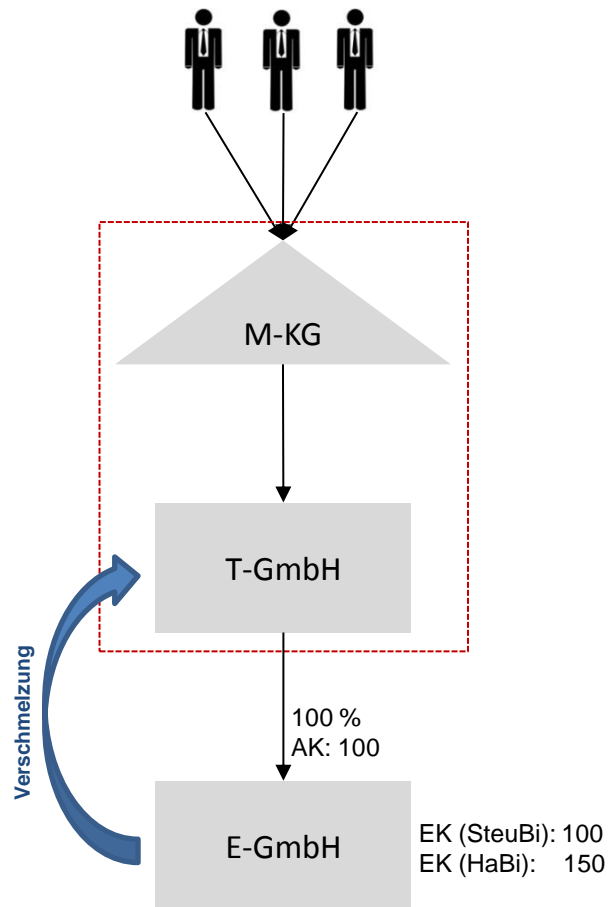 M-KG
T-GmbH
Verschmelzung
100 %
AK: 100
E-GmbH
EK (SteuBi): 100
EK (HaBi): 150